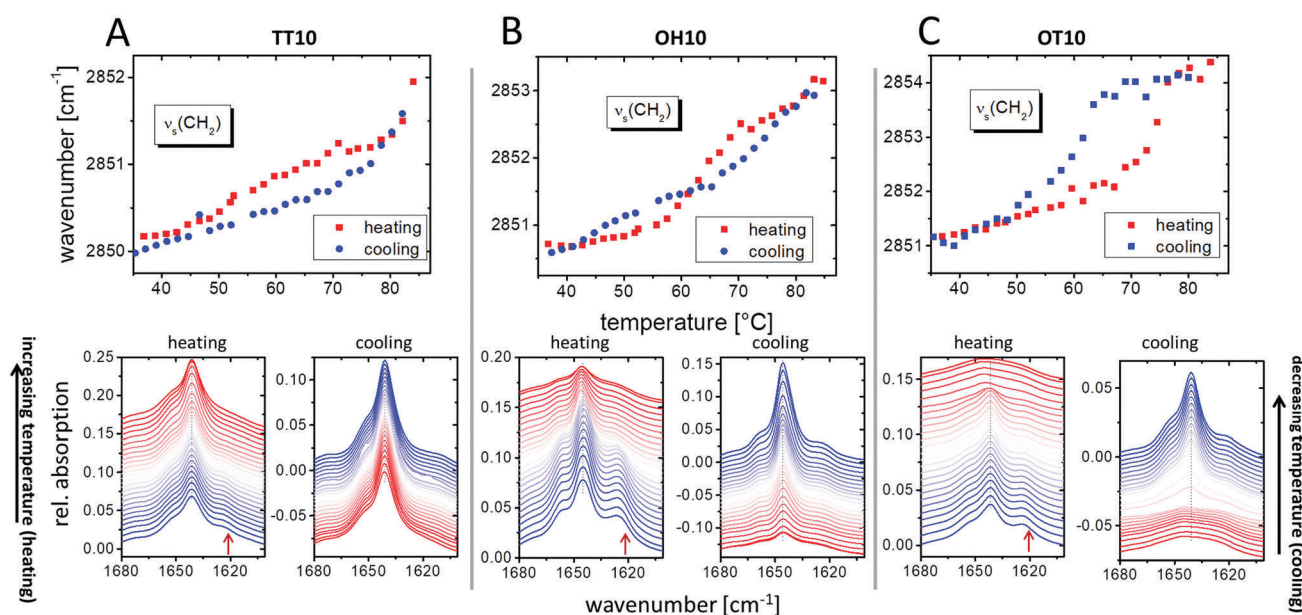 A
TT10
wavenumber [cm⁻¹]
2852
2851
2850
νs(CH2)
heating
cooling
40 50 60 70 80
B
OH10
2853
2852
2851
νs(CH2)
heating
cooling
40 50 60 70 80
temperature [°C]
C
OT10
2854
2853
2852
2851
νs(CH2)
heating
cooling
40 50 60 70 80
increasing temperature (heating)
rel. absorption
heating
0.25
0.20
0.15
0.10
0.05
0.00
1680 1650 1620
cooling
0.10
0.05
0.00
-0.05
1680 1650 1620
heating
0.20
0.15
0.10
0.05
0.00
1680 1650 1620
cooling
0.15
0.10
0.05
0.00
-0.05
-0.10
1680 1650 1620
heating
0.15
0.10
0.05
0.00
1680 1650 1620
cooling
0.05
0.00
-0.05
1680 1650 1620
decreasing temperature (cooling)
wavenumber [cm⁻¹]